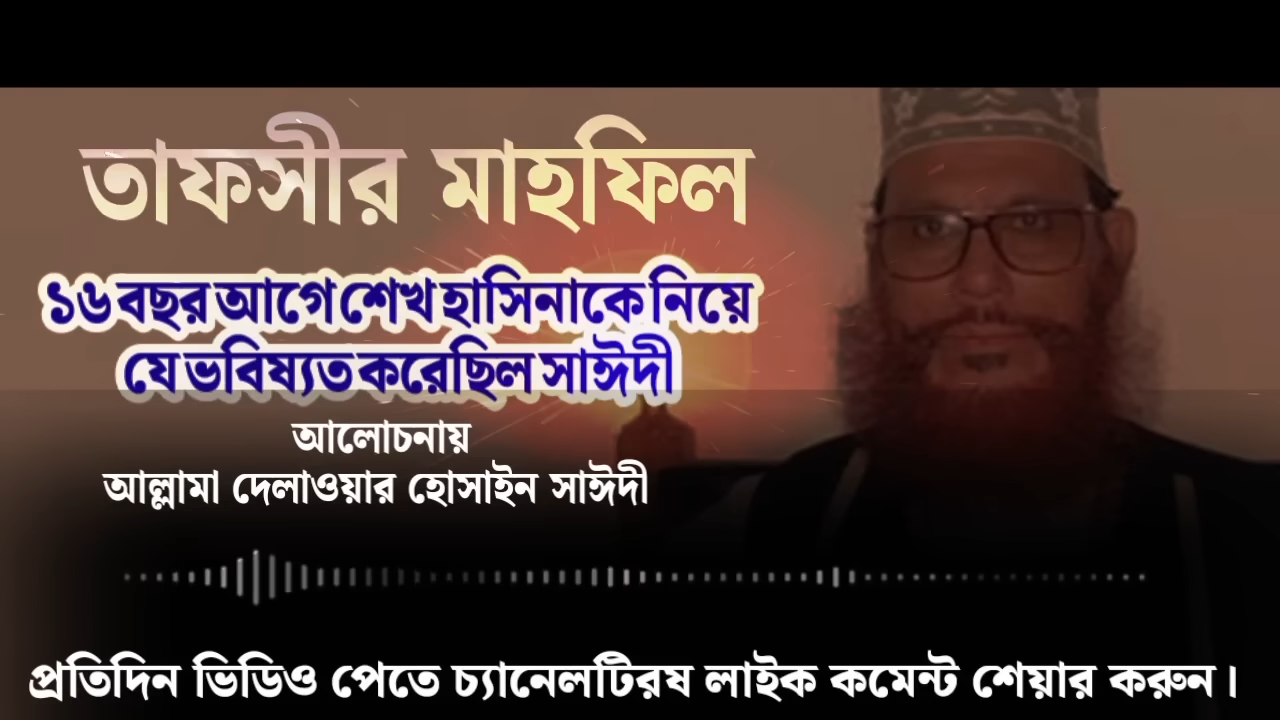 তাফসীর মাহফিল
১৬ বছর আগে শেখ হাসিনাকে নিয়ে
যে ভবিষ্যত করেছিল সাঈদী
আলোচনায়
আল্লামা দেলাওয়ার হোসাইন সাঈদী
প্রতিদিন ভিডিও পেতে চ্যানেলটিরষ লাইক কমেন্ট শেয়ার করুন।